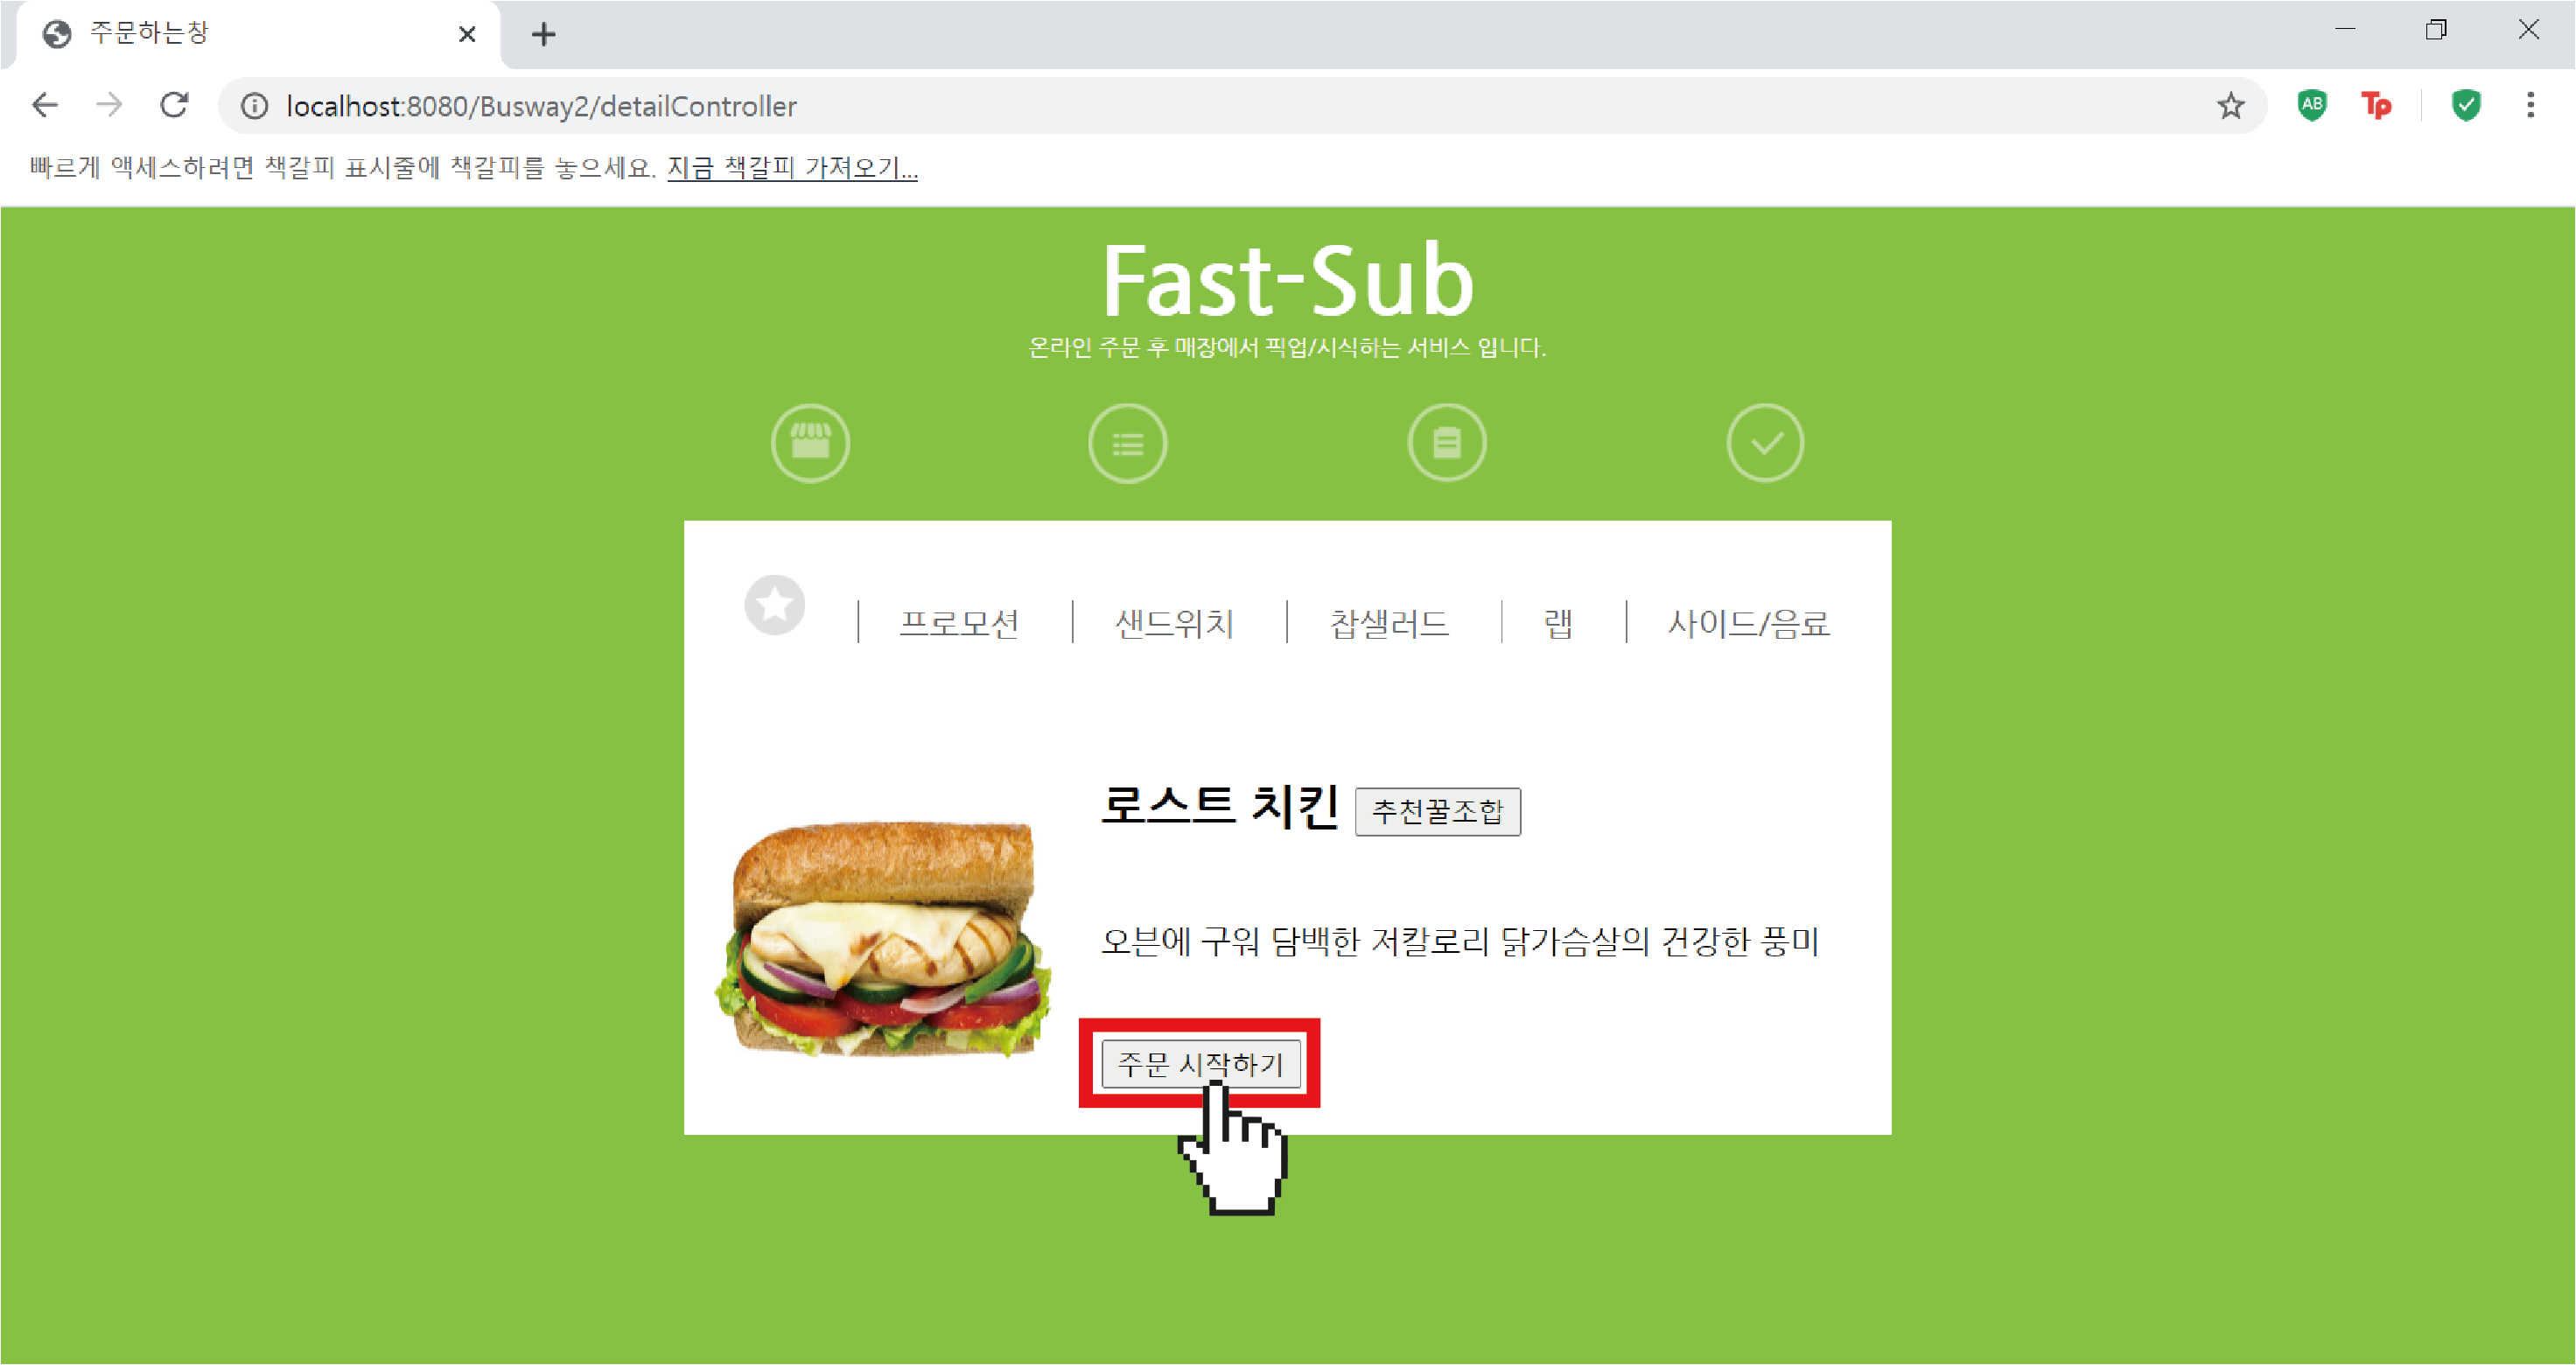 주문하는창
localhost:8080/Busway2/detailController
AB
Tp
빠르게 액세스하려면 책갈피 표시줄에 책갈피를 놓으세요. 지금 책갈피 가져오기...
Fast-Sub
온라인 주문 후 매장에서 픽업/시식하는 서비스 입니다.
프로모션 샌드위치 찹샐러드 랩 사이드/음료
로스트 치킨 추천꿀조합
오븐에 구워 담백한 저칼로리 닭가슴살의 건강한 풍미
주문 시작하기